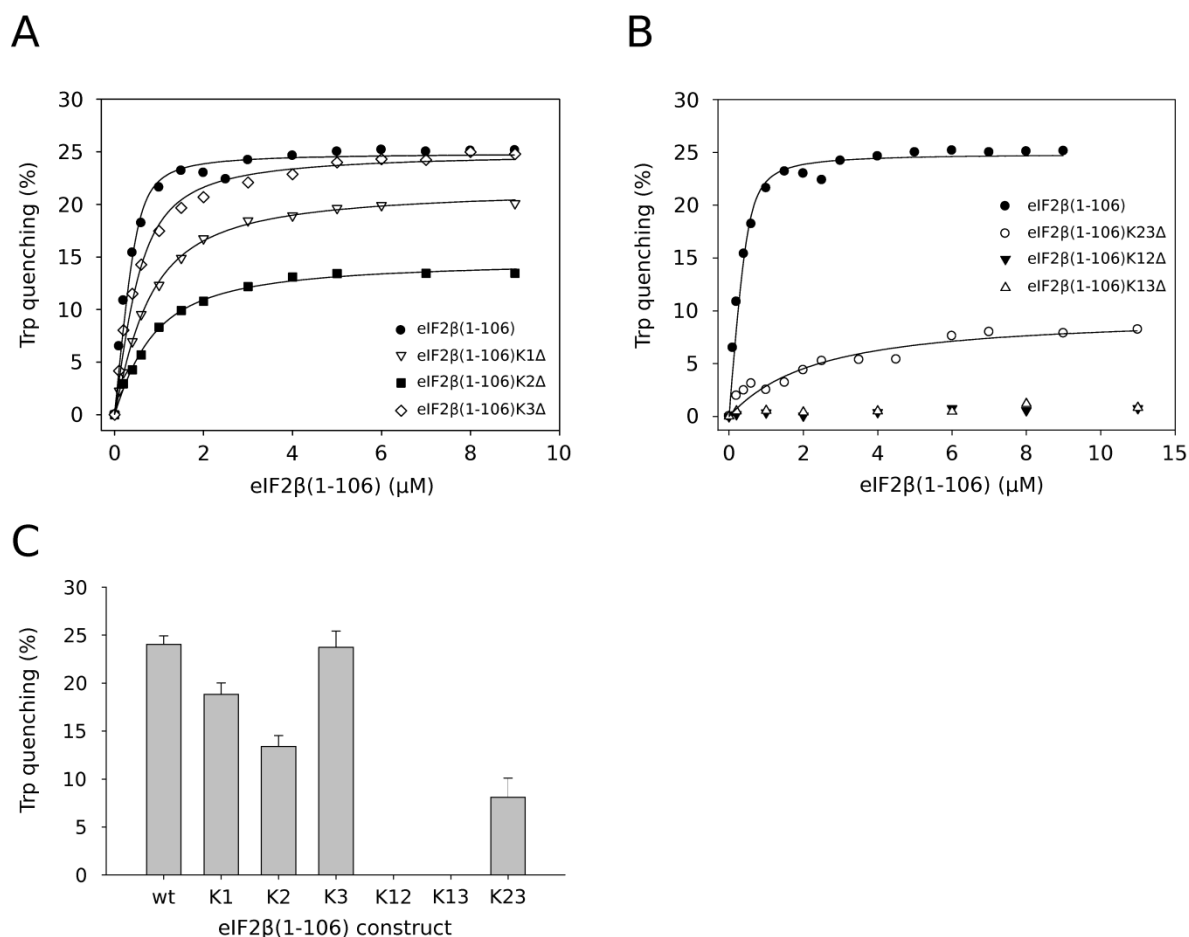 A
30
25
20
15
10
5
0
Trp quenching (%)
eIF2β(1-106)
eIF2β(1-106)K1Δ
eIF2β(1-106)K2Δ
eIF2β(1-106)K3Δ
0 2 4 6 8 10
eIF2β(1-106) (μM)
B
30
25
20
15
10
5
0
Trp quenching (%)
eIF2β(1-106)
eIF2β(1-106)K23Δ
eIF2β(1-106)K12Δ
eIF2β(1-106)K13Δ
0 2 4 6 8 10 15
eIF2β(1-106) (μM)
C
30
25
20
15
10
5
0
Trp quenching (%)
wt K1 K2 K3 K12 K13 K23
eIF2β(1-106) construct